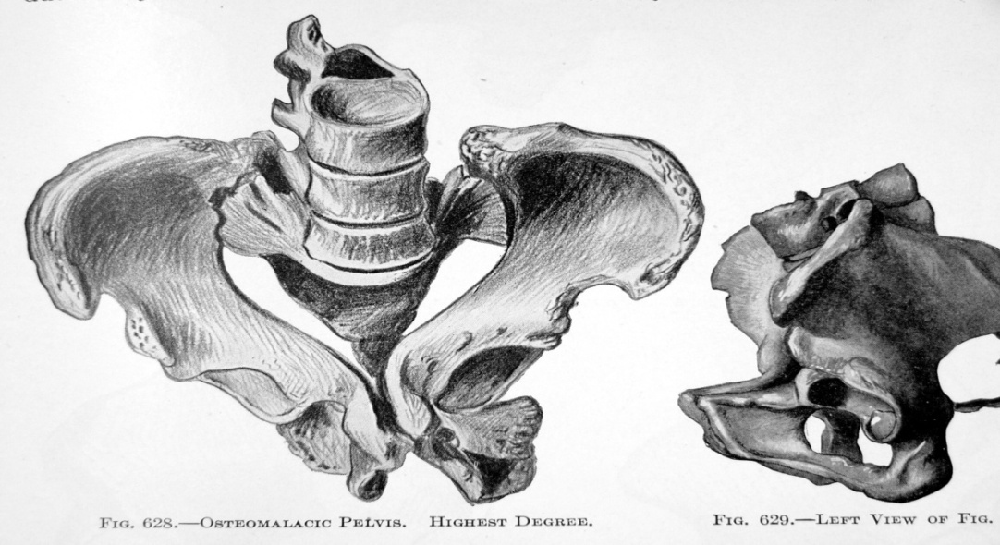 Fig. 628.—Osteomalacic Pelvis. Highest Degree.
Fig. 629.—Left View of Fig.